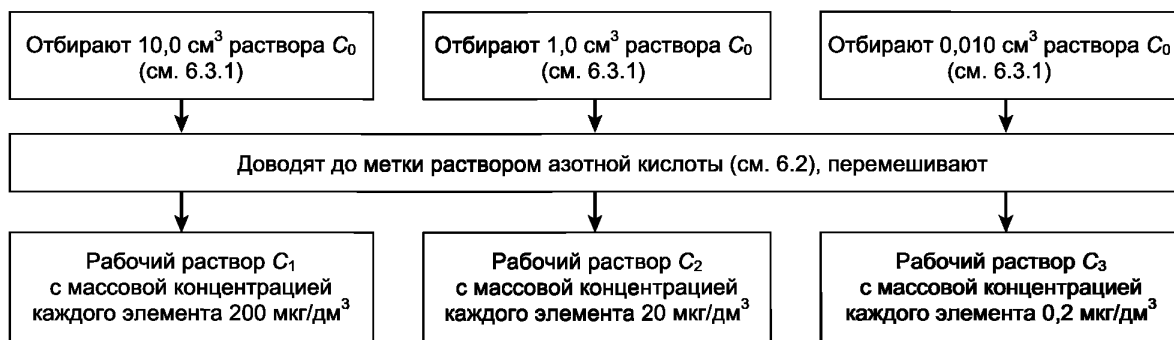 Отбирают 10,0 см³ раствора C₀
(см. 6.3.1)
Отбирают 1,0 см³ раствора C₀
(см. 6.3.1)
Отбирают 0,010 см³ раствора C₀
(см. 6.3.1)
Доводят до метки раствором азотной кислоты (см. 6.2), перемешивают
Рабочий раствор C₁
с массовой концентрацией
каждого элемента 200 мкг/дм³
Рабочий раствор C₂
с массовой концентрацией
каждого элемента 20 мкг/дм³
Рабочий раствор C₃
с массовой концентрацией
каждого элемента 0,2 мкг/дм³